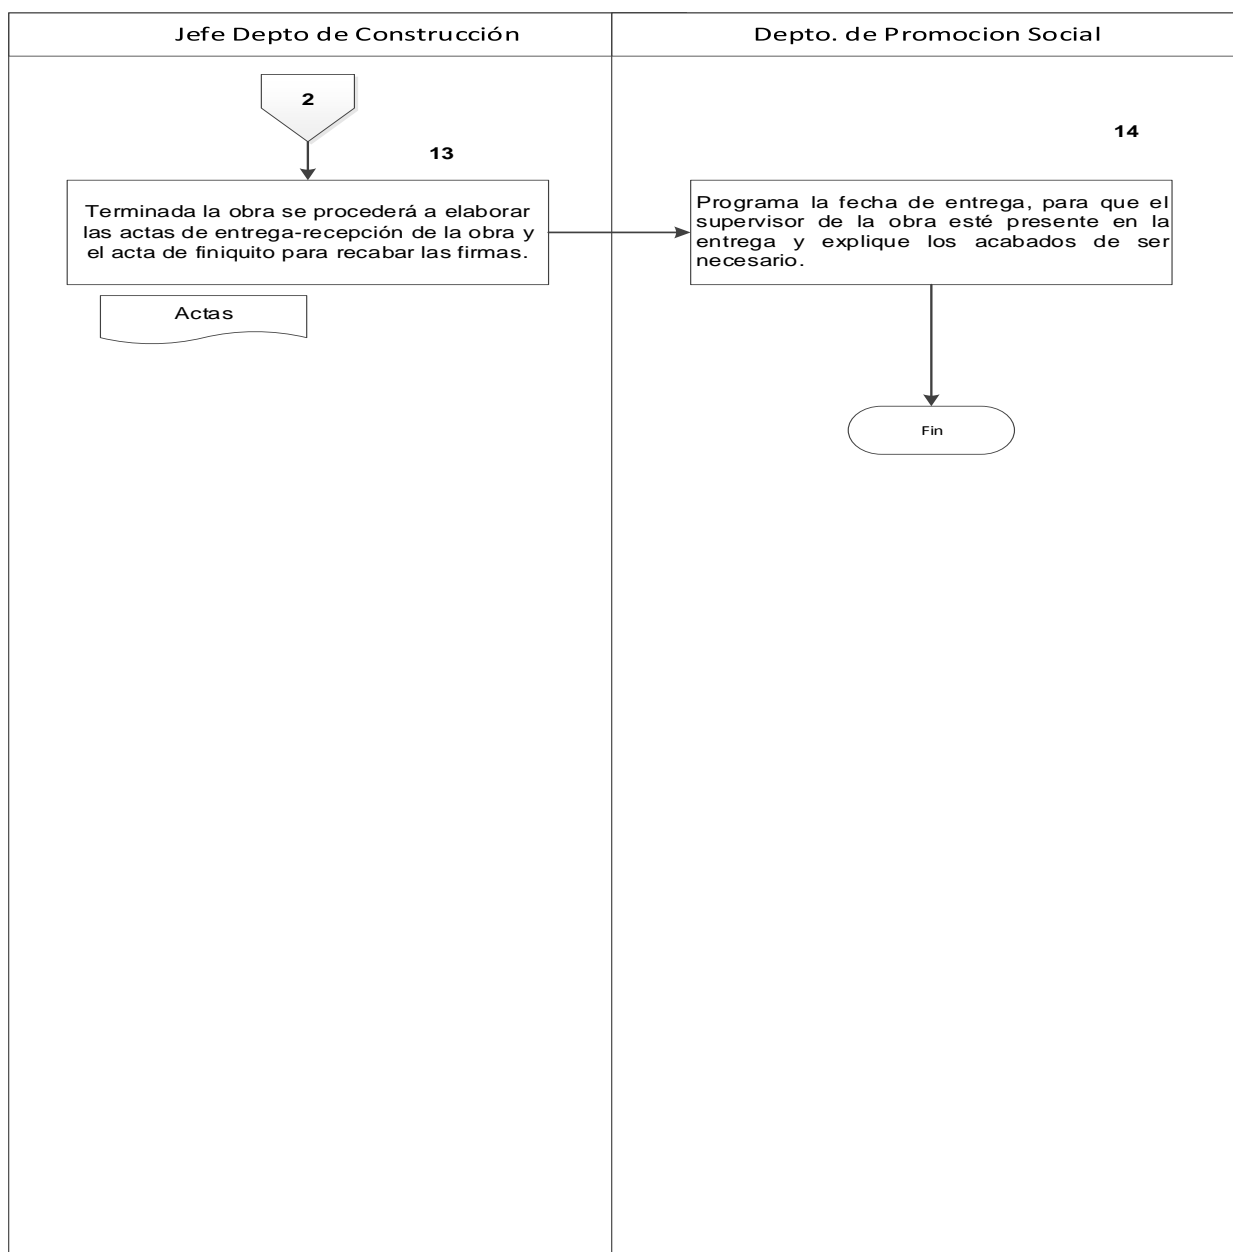 Jefe Depto de Construcción
Depto. de Promocion Social
2
13
Terminada la obra se procederá a elaborar
las actas de entrega-recepción de la obra y
el acta de finiquito para recabar las firmas.
Actas
14
Programa la fecha de entrega, para que el
supervisor de la obra esté presente en la
entrega y explique los acabados de ser
necesario.
Fin